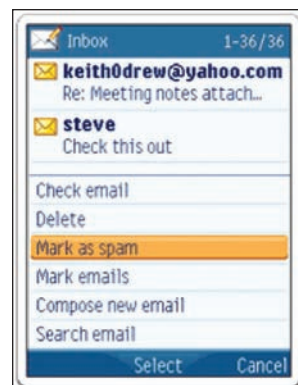 Inbox 1-36/36
keith0drew@yahoo.com
Re: Meeting notes attach...
steve
Check this out
Check email
Delete
Mark as spam
Mark emails
Compose new email
Search email
Select Cancel